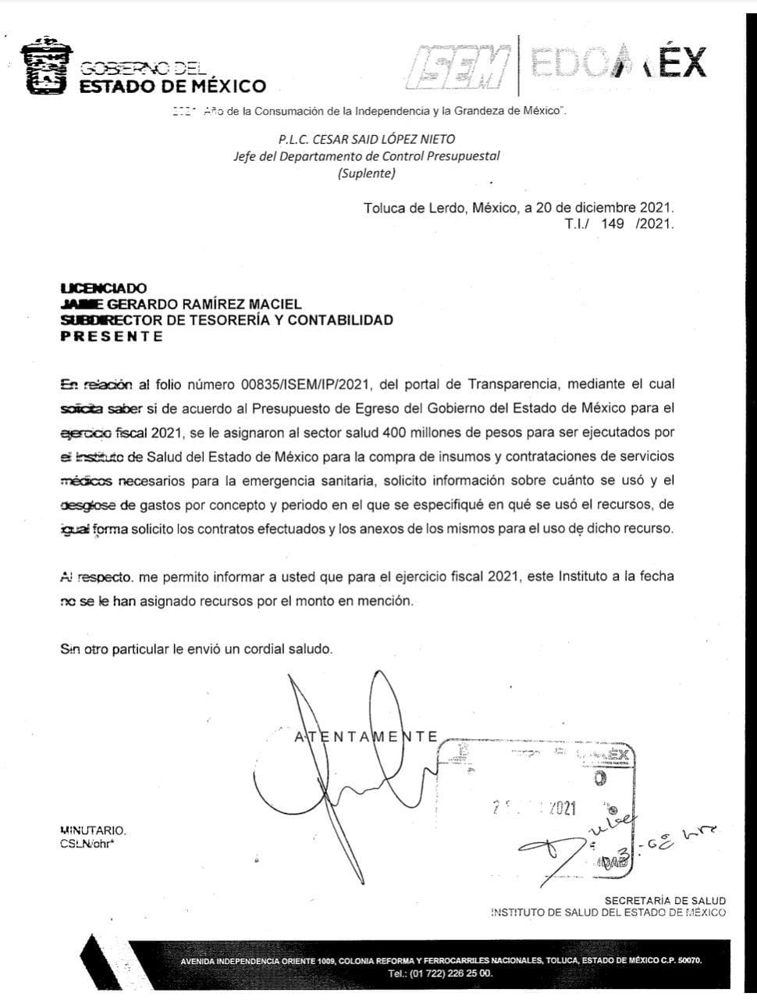 GOBIERNO DEL
ESTADO DE MÉXICO
ISEM
EDOMÉX
2021. Año de la Consumación de la Independencia y la Grandeza de México".
P.L.C. CESAR SAID LÓPEZ NIETO
Jefe del Departamento de Control Presupuestal
(Suplente)
Toluca de Lerdo, México, a 20 de diciembre 2021.
T.I./ 149 /2021.
LICENCIADO
JAIME GERARDO RAMÍREZ MACIEL
SUBDIRECTOR DE TESORERÍA Y CONTABILIDAD
P R E S E N T E
En relación al folio número 00835/ISEM/IP/2021, del portal de Transparencia, mediante el cual
solicita saber si de acuerdo al Presupuesto de Egreso del Gobierno del Estado de México para el
ejercicio fiscal 2021, se le asignaron al sector salud 400 millones de pesos para ser ejecutados por
el Instituto de Salud del Estado de México para la compra de insumos y contrataciones de servicios
médicos necesarios para la emergencia sanitaria, solicito información sobre cuánto se usó y el
desglose de gastos por concepto y periodo en el que se especifiqué en qué se usó el recursos, de
igual forma solicito los contratos efectuados y los anexos de los mismos para el uso de dicho recurso.
Al respecto. me permito informar a usted que para el ejercicio fiscal 2021, este Instituto a la fecha
no se le han asignado recursos por el monto en mención.
Sin otro particular le envió un cordial saludo.
A T E N T A M E N T E
2021
MINUTARIO.
CSLN/ohr*
SECRETARÍA DE SALUD
INSTITUTO DE SALUD DEL ESTADO DE MÉXICO
AVENIDA INDEPENDENCIA ORIENTE 1009, COLONIA REFORMA Y FERROCARRILES NACIONALES, TOLUCA, ESTADO DE MÉXICO C.P. 50070.
Tel.: (01 722) 226 25 00.